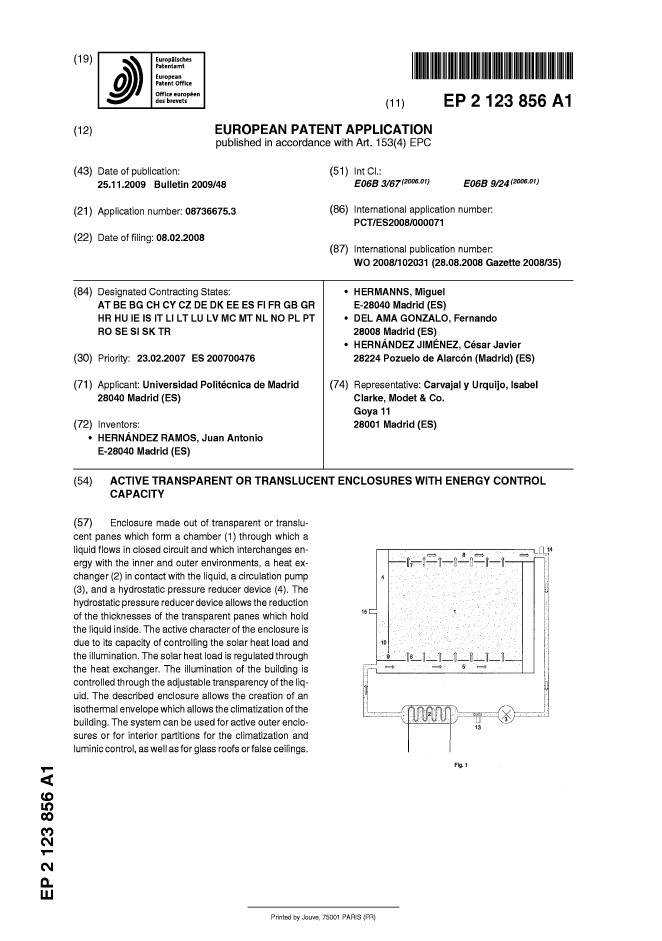 (19)
Europäisches
Patentamt
European
Patent Office
Office européen
des brevets
(11)
EP 2 123 856 A1
(12)
EUROPEAN PATENT APPLICATION
published in accordance with Art. 153(4) EPC
(43) Date of publication:
25.11.2009 Bulletin 2009/48
(21) Application number: 08736675.3
(22) Date of filing: 08.02.2008
(51) Int Cl.:
E06B 3/67 (2006.01) E06B 9/24 (2006.01)
(86) International application number:
PCT/ES2008/000071
(87) International publication number:
WO 2008/102031 (28.08.2008 Gazette 2008/35)
(84) Designated Contracting States:
AT BE BG CH CY CZ DE DK EE ES FI FR GB GR
HR HU IE IS IT LI LT LU LV MC MT NL NO PL PT
RO SE SI SK TR
(30) Priority: 23.02.2007 ES 200700476
(71) Applicant: Universidad Politécnica de Madrid
28040 Madrid (ES)
(72) Inventors:
• HERNÁNDEZ RAMOS, Juan Antonio
E-28040 Madrid (ES)
• HERMANNS, Miguel
E-28040 Madrid (ES)
• DEL AMA GONZALO, Fernando
28008 Madrid (ES)
• HERNÁNDEZ JIMÉNEZ, César Javier
28224 Pozuelo de Alarcón (Madrid) (ES)
(74) Representative: Carvajal y Urquijo, Isabel
Clarke, Modet & Co.
Goya 11
28001 Madrid (ES)
(54) ACTIVE TRANSPARENT OR TRANSLUCENT ENCLOSURES WITH ENERGY CONTROL
CAPACITY
(57) Enclosure made out of transparent or translu-
cent panes which form a chamber (1) through which a
liquid flows in closed circuit and which interchanges en-
ergy with the inner and outer environments, a heat ex-
changer (2) in contact with the liquid, a circulation pump
(3), and a hydrostatic pressure reducer device (4). The
hydrostatic pressure reducer device allows the reduction
of the thicknesses of the transparent panes which hold
the liquid inside. The active character of the enclosure is
due to its capacity of controlling the solar heat load and
the illumination. The solar heat load is regulated through
the heat exchanger. The illumination of the building is
controlled through the adjustable transparency of the liq-
uid. The described enclosure allows the creation of an
isothermal envelope which allows the climatization of the
building. The system can be used for active outer enclo-
sures or for interior partitions for the climatization and
luminic control, as well as for glass roofs or false ceilings.
8
14
7
4
15
1
10
9
6
5
2
3
13
Fig. 1
EP 2 123 856 A1
Printed by Jouve, 75001 PARIS (FR)